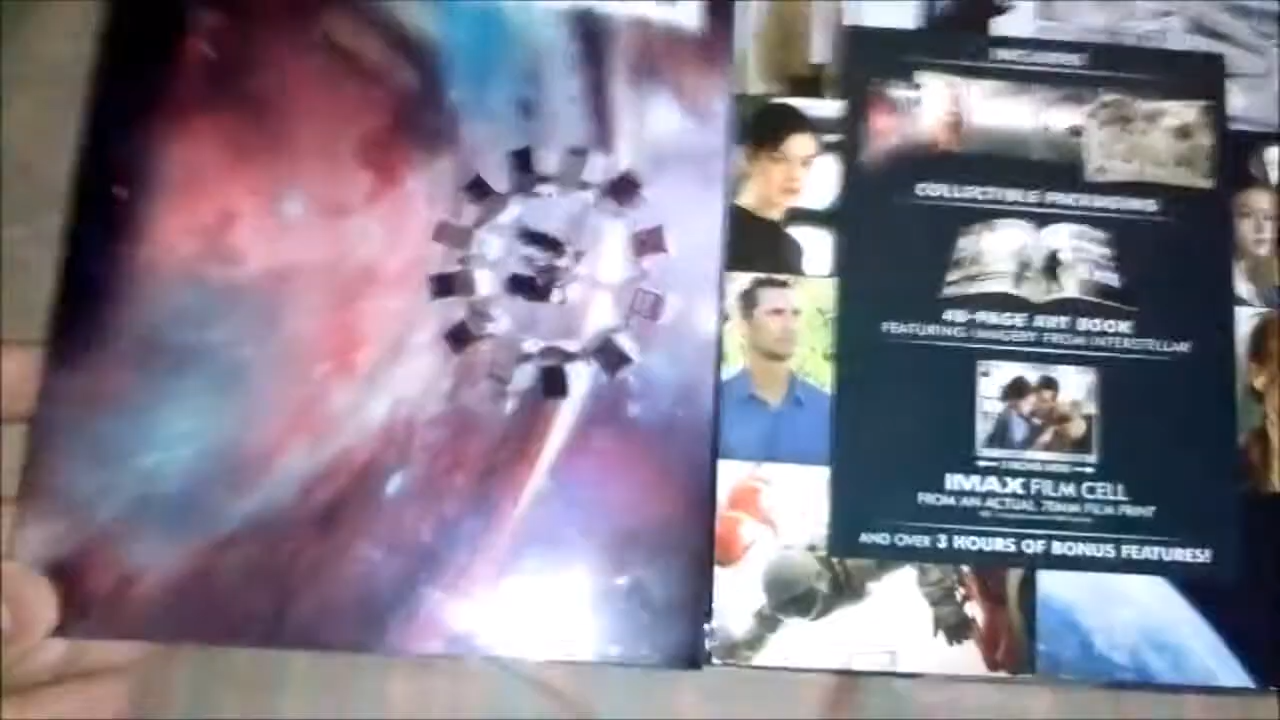 INCLUDES:
COLLECTIBLE PACKAGING
48-PAGE ART BOOK
FEATURING IMAGERY FROM INTERSTELLAR
IMAX FILM CELL
FROM AN ACTUAL 70MM FILM PRINT
AND OVER 3 HOURS OF BONUS FEATURES!